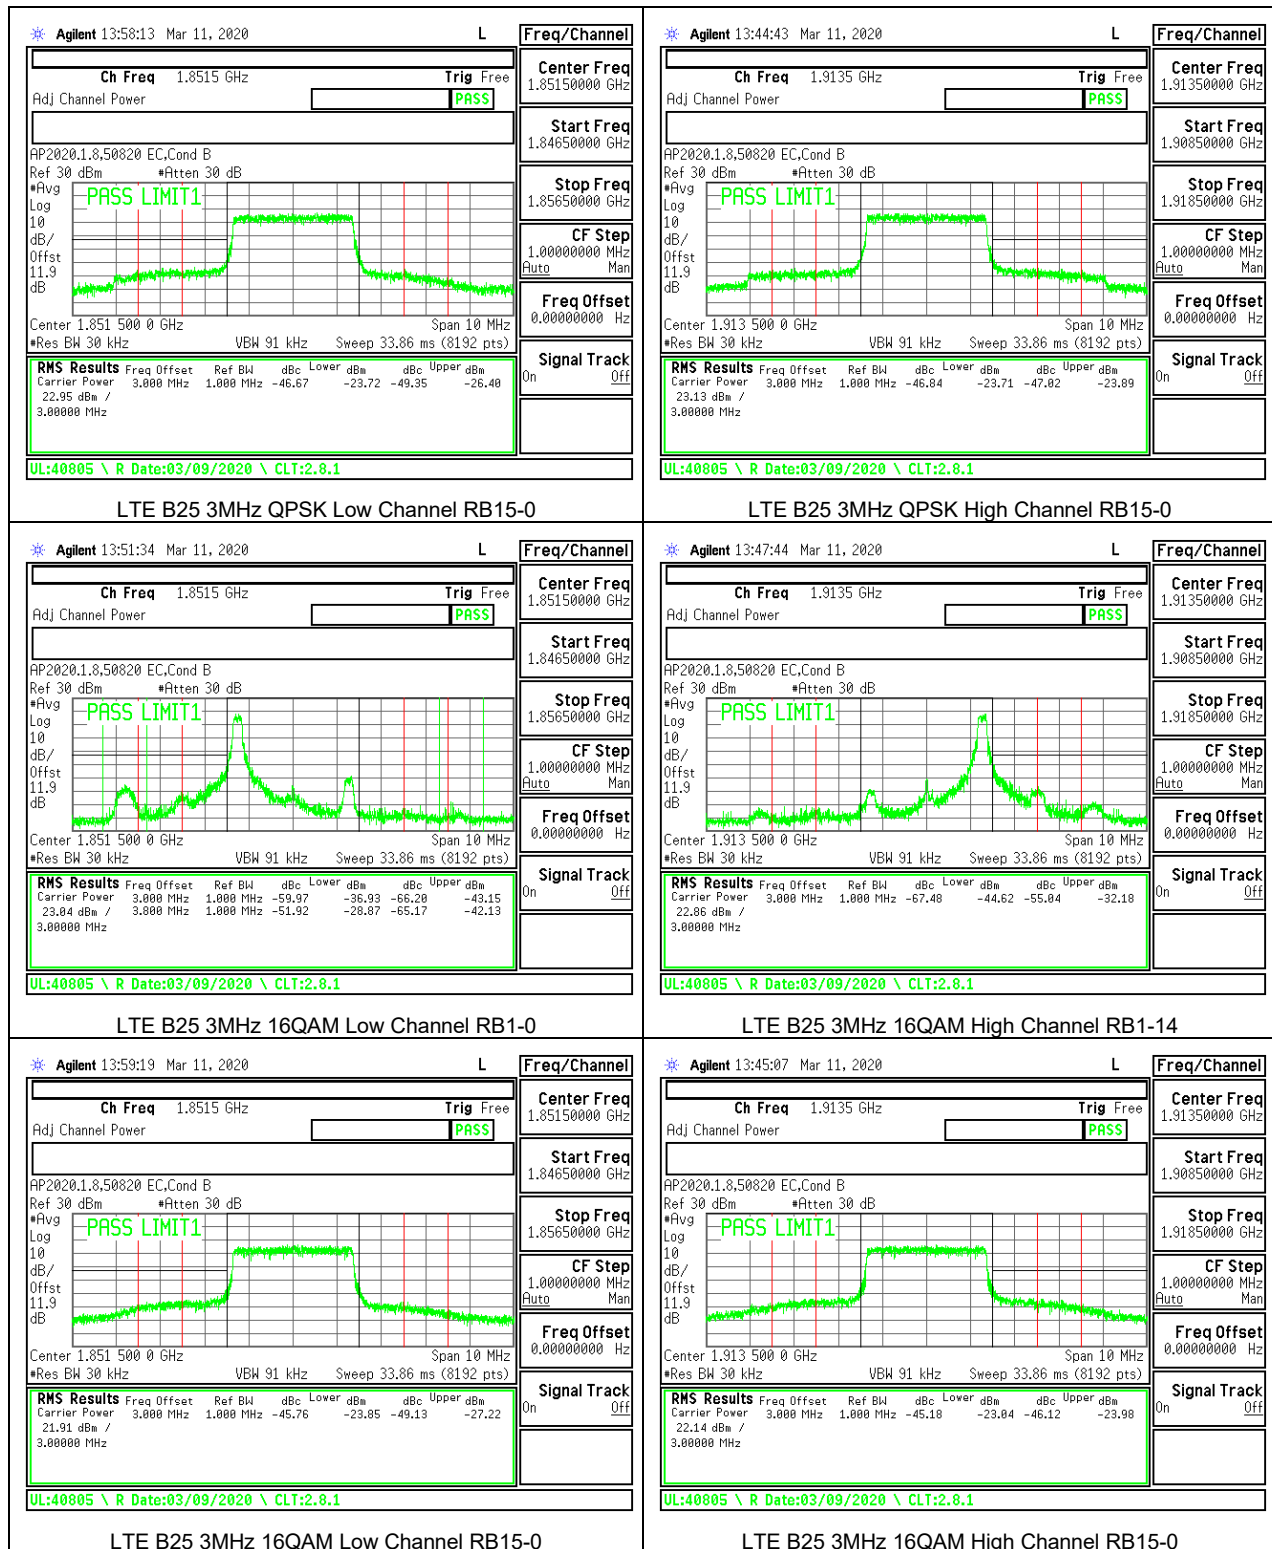 Agilent 13:58:13 Mar 11, 2020 L Freq/Channel
Ch Freq 1.8515 GHz Trig Free
Adj Channel Power PASS
Center Freq
1.85150000 GHz
Start Freq
1.84650000 GHz
AP2020.1.8,50820 EC,Cond B
Ref 30 dBm #Atten 30 dB
#Avg
Log
10
dB/
Offst
11.9
dB
PASS LIMIT1
Stop Freq
1.85650000 GHz
CF Step
1.00000000 MHz
Auto Man
Freq Offset
0.00000000 Hz
Center 1.851 500 0 GHz Span 10 MHz
#Res BW 30 kHz VBW 91 kHz Sweep 33.86 ms (8192 pts)
Signal Track
On Off
RMS Results Freq Offset Ref BW dBc Lower dBm dBc Upper dBm
Carrier Power 3.000 MHz 1.000 MHz -46.67 -23.72 -49.35 -26.40
22.95 dBm /
3.00000 MHz
UL:40805 \ R Date:03/09/2020 \ CLT:2.8.1
LTE B25 3MHz QPSK Low Channel RB15-0
Agilent 13:44:43 Mar 11, 2020 L Freq/Channel
Ch Freq 1.9135 GHz Trig Free
Adj Channel Power PASS
Center Freq
1.91350000 GHz
Start Freq
1.90850000 GHz
AP2020.1.8,50820 EC,Cond B
Ref 30 dBm #Atten 30 dB
#Avg
Log
10
dB/
Offst
11.9
dB
PASS LIMIT1
Stop Freq
1.91850000 GHz
CF Step
1.00000000 MHz
Auto Man
Freq Offset
0.00000000 Hz
Center 1.913 500 0 GHz Span 10 MHz
#Res BW 30 kHz VBW 91 kHz Sweep 33.86 ms (8192 pts)
Signal Track
On Off
RMS Results Freq Offset Ref BW dBc Lower dBm dBc Upper dBm
Carrier Power 3.000 MHz 1.000 MHz -46.84 -23.71 -47.02 -23.89
23.13 dBm /
3.00000 MHz
UL:40805 \ R Date:03/09/2020 \ CLT:2.8.1
LTE B25 3MHz QPSK High Channel RB15-0
Agilent 13:51:34 Mar 11, 2020 L Freq/Channel
Ch Freq 1.8515 GHz Trig Free
Adj Channel Power PASS
Center Freq
1.85150000 GHz
Start Freq
1.84650000 GHz
AP2020.1.8,50820 EC,Cond B
Ref 30 dBm #Atten 30 dB
#Avg
Log
10
dB/
Offst
11.9
dB
PASS LIMIT1
Stop Freq
1.85650000 GHz
CF Step
1.00000000 MHz
Auto Man
Freq Offset
0.00000000 Hz
Center 1.851 500 0 GHz Span 10 MHz
#Res BW 30 kHz VBW 91 kHz Sweep 33.86 ms (8192 pts)
Signal Track
On Off
RMS Results Freq Offset Ref BW dBc Lower dBm dBc Upper dBm
Carrier Power 3.000 MHz 1.000 MHz -59.97 -36.93 -66.20 -43.15
23.04 dBm / 3.800 MHz 1.000 MHz -51.92 -28.87 -65.17 -42.13
3.00000 MHz
UL:40805 \ R Date:03/09/2020 \ CLT:2.8.1
LTE B25 3MHz 16QAM Low Channel RB1-0
Agilent 13:47:44 Mar 11, 2020 L Freq/Channel
Ch Freq 1.9135 GHz Trig Free
Adj Channel Power PASS
Center Freq
1.91350000 GHz
Start Freq
1.90850000 GHz
AP2020.1.8,50820 EC,Cond B
Ref 30 dBm #Atten 30 dB
#Avg
Log
10
dB/
Offst
11.9
dB
PASS LIMIT1
Stop Freq
1.91850000 GHz
CF Step
1.00000000 MHz
Auto Man
Freq Offset
0.00000000 Hz
Center 1.913 500 0 GHz Span 10 MHz
#Res BW 30 kHz VBW 91 kHz Sweep 33.86 ms (8192 pts)
Signal Track
On Off
RMS Results Freq Offset Ref BW dBc Lower dBm dBc Upper dBm
Carrier Power 3.000 MHz 1.000 MHz -67.48 -44.62 -55.04 -32.18
22.86 dBm /
3.00000 MHz
UL:40805 \ R Date:03/09/2020 \ CLT:2.8.1
LTE B25 3MHz 16QAM High Channel RB1-14
Agilent 13:59:19 Mar 11, 2020 L Freq/Channel
Ch Freq 1.8515 GHz Trig Free
Adj Channel Power PASS
Center Freq
1.85150000 GHz
Start Freq
1.84650000 GHz
AP2020.1.8,50820 EC,Cond B
Ref 30 dBm #Atten 30 dB
#Avg
Log
10
dB/
Offst
11.9
dB
PASS LIMIT1
Stop Freq
1.85650000 GHz
CF Step
1.00000000 MHz
Auto Man
Freq Offset
0.00000000 Hz
Center 1.851 500 0 GHz Span 10 MHz
#Res BW 30 kHz VBW 91 kHz Sweep 33.86 ms (8192 pts)
Signal Track
On Off
RMS Results Freq Offset Ref BW dBc Lower dBm dBc Upper dBm
Carrier Power 3.000 MHz 1.000 MHz -45.76 -23.85 -49.13 -27.22
21.91 dBm /
3.00000 MHz
UL:40805 \ R Date:03/09/2020 \ CLT:2.8.1
LTE B25 3MHz 16QAM Low Channel RB15-0
Agilent 13:45:07 Mar 11, 2020 L Freq/Channel
Ch Freq 1.9135 GHz Trig Free
Adj Channel Power PASS
Center Freq
1.91350000 GHz
Start Freq
1.90850000 GHz
AP2020.1.8,50820 EC,Cond B
Ref 30 dBm #Atten 30 dB
#Avg
Log
10
dB/
Offst
11.9
dB
PASS LIMIT1
Stop Freq
1.91850000 GHz
CF Step
1.00000000 MHz
Auto Man
Freq Offset
0.00000000 Hz
Center 1.913 500 0 GHz Span 10 MHz
#Res BW 30 kHz VBW 91 kHz Sweep 33.86 ms (8192 pts)
Signal Track
On Off
RMS Results Freq Offset Ref BW dBc Lower dBm dBc Upper dBm
Carrier Power 3.000 MHz 1.000 MHz -45.18 -23.04 -46.12 -23.98
22.14 dBm /
3.00000 MHz
UL:40805 \ R Date:03/09/2020 \ CLT:2.8.1
LTE B25 3MHz 16QAM High Channel RB15-0